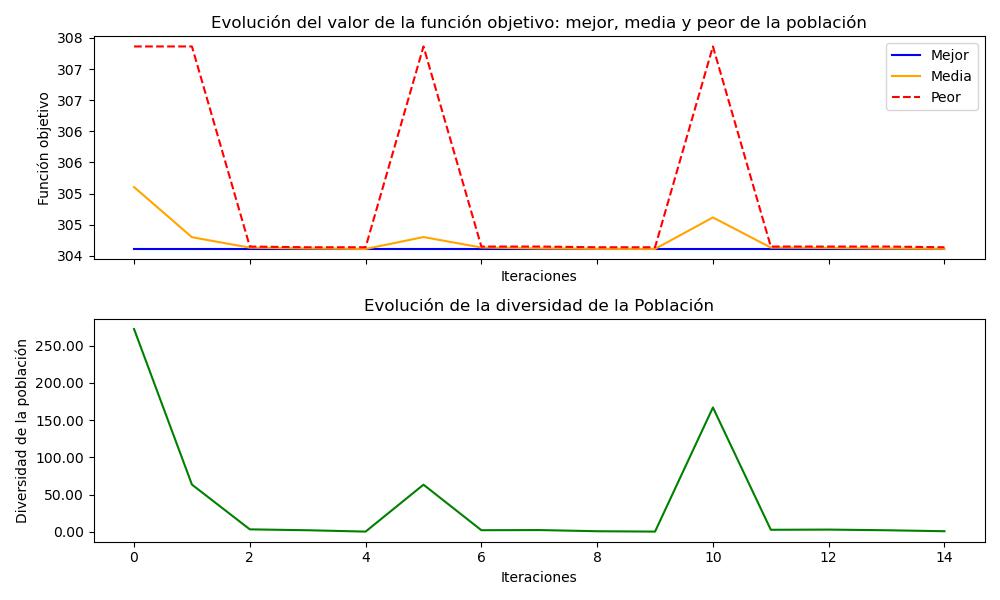 Evolución del valor de la función objetivo: mejor, media y peor de la población
308
307
307
306
306
305
305
304
Función objetivo
Mejor
Media
Peor
Iteraciones
Evolución de la diversidad de la Población
250.00
200.00
150.00
100.00
50.00
0.00
Diversidad de la población
0 2 4 6 8 10 12 14
Iteraciones